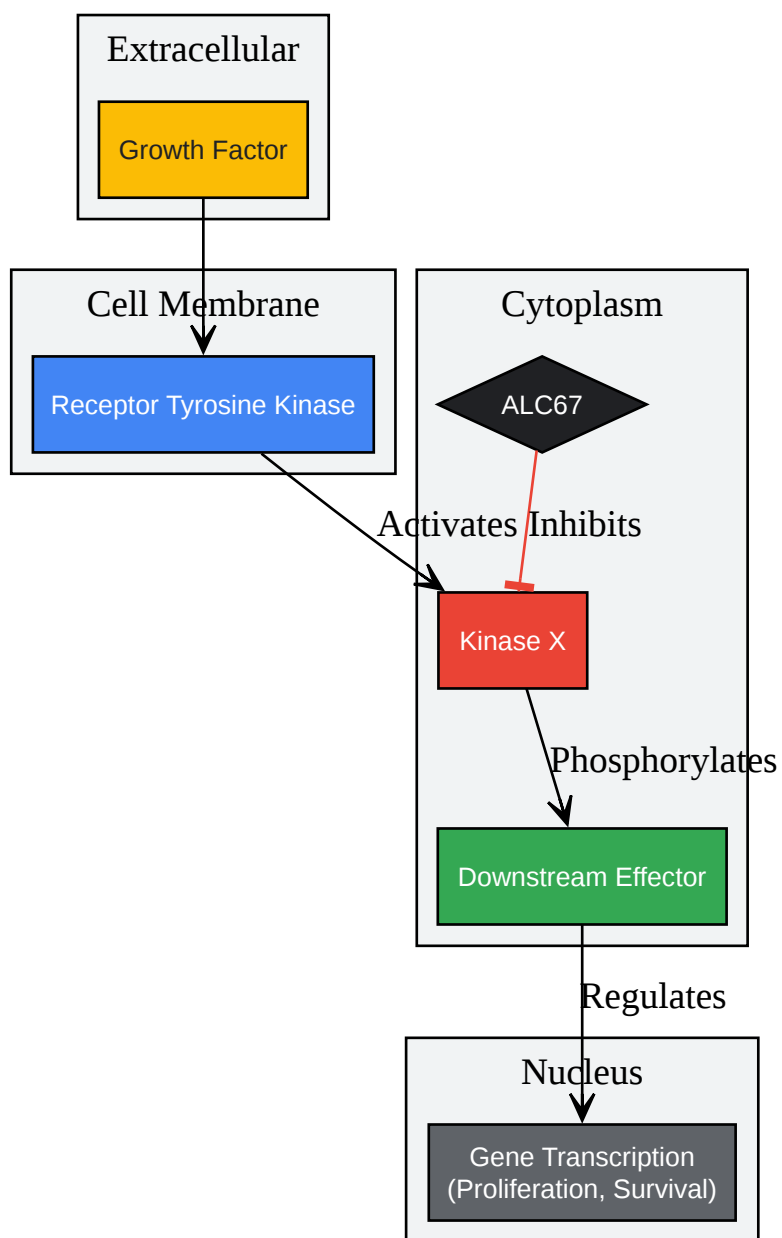 Extracellular
Growth Factor
Cell Membrane
Receptor Tyrosine Kinase
Cytoplasm
ALC67
Activates
Inhibits
Kinase X
Phosphorylates
Downstream Effector
Regulates
Nucleus
Gene Transcription
(Proliferation, Survival)